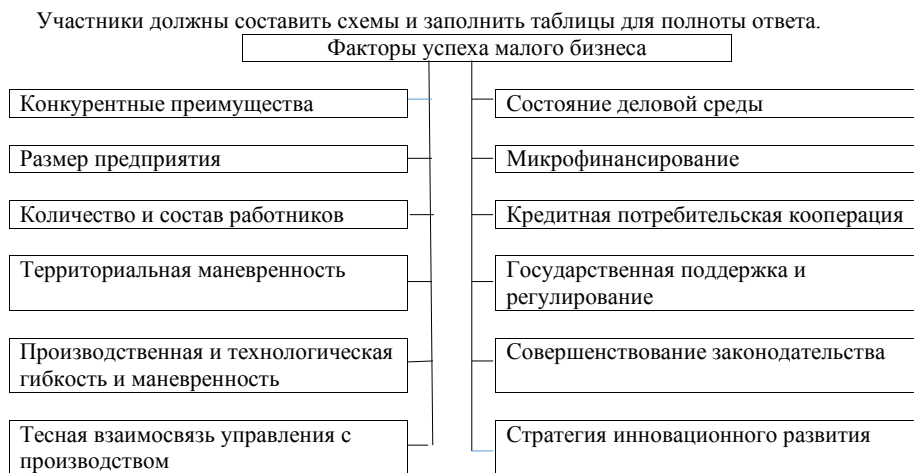 Участники должны составить схемы и заполнить таблицы для полноты ответа.
Факторы успеха малого бизнеса
Конкурентные преимущества
Состояние деловой среды
Размер предприятия
Микрофинансирование
Количество и состав работников
Кредитная потребительская кооперация
Территориальная маневренность
Государственная поддержка и
регулирование
Производственная и технологическая
гибкость и маневренность
Совершенствование законодательства
Тесная взаимосвязь управления с
производством
Стратегия инновационного развития